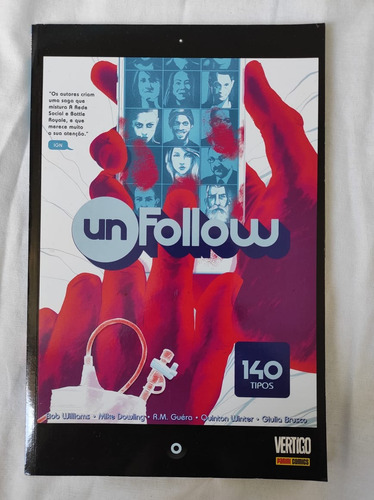 "Os autores criam
uma saga que
mistura A Rede
Social e Battle
Royale, e que
merece muito
a sua atenção."
IGN
unFollow
140
TIPOS
Rob Williams • Mike Dowling • R.M. Guéra • Quinton Winter • Giulia Brusco
VERTIGO
PANINI COMICS